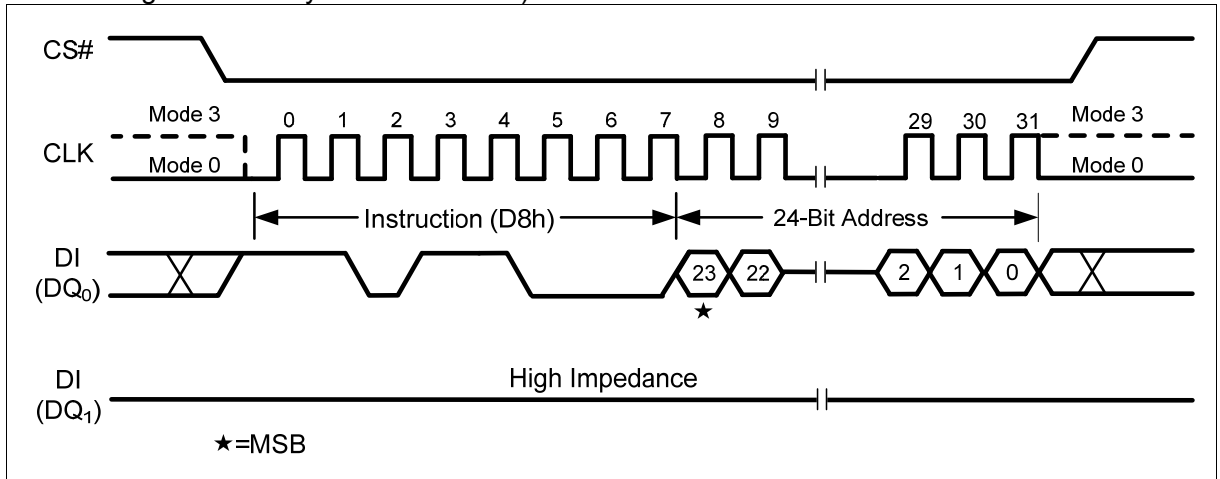 CS#
Mode 3
0 1 2 3 4 5 6 7 8 9 29 30 31
Mode 3
CLK
Mode 0
Mode 0
Instruction (D8h)
24-Bit Address
DI
(DQ0)
23 22 2 1 0
★
DI
(DQ1)
High Impedance
★=MSB